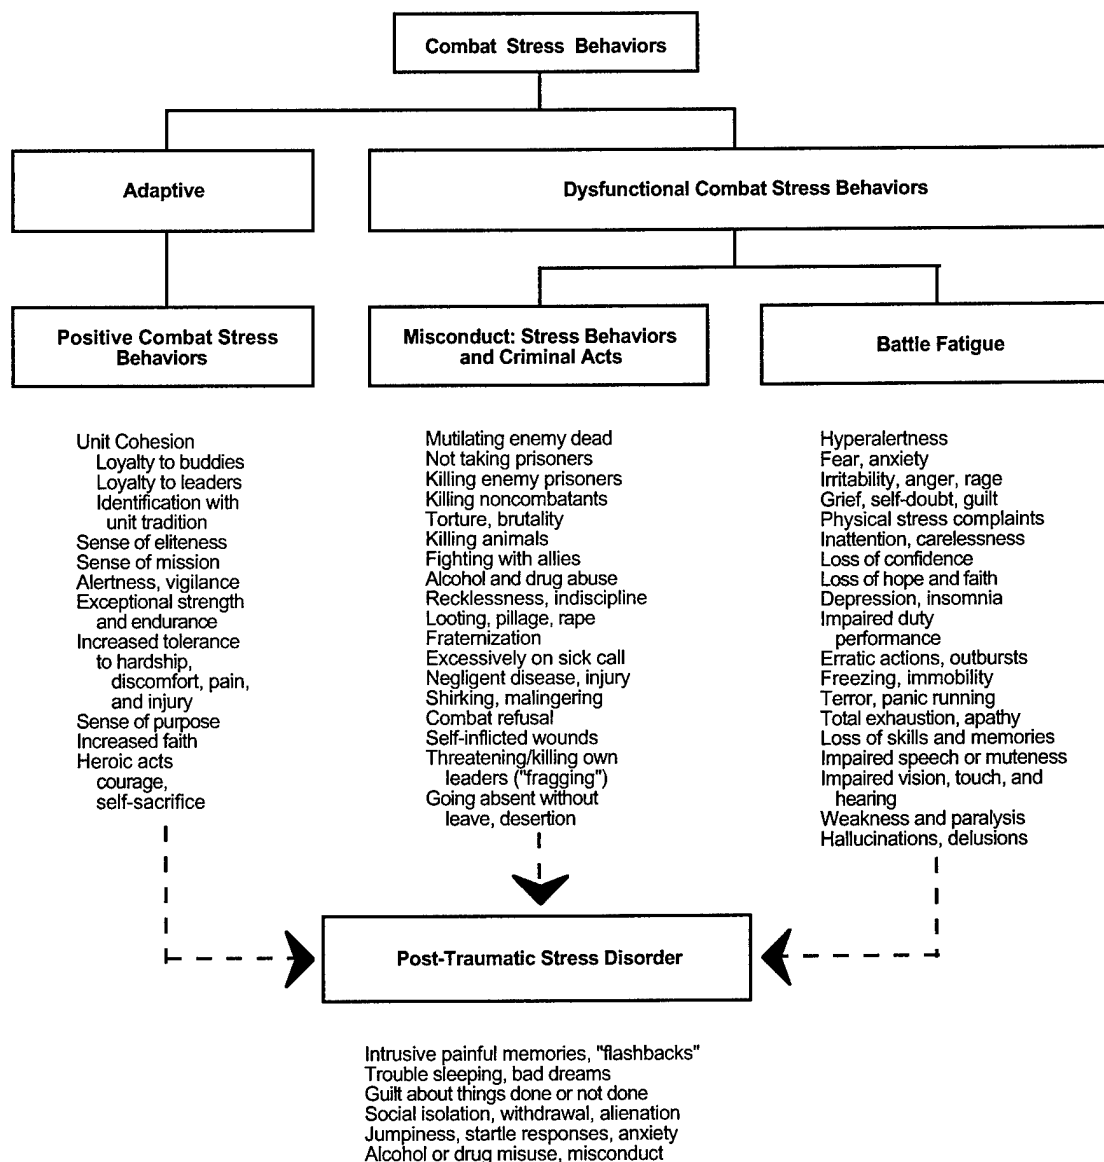 Combat Stress Behaviors
Adaptive
Dysfunctional Combat Stress Behaviors
Positive Combat Stress
Behaviors
Misconduct: Stress Behaviors
and Criminal Acts
Battle Fatigue
Unit Cohesion
Loyalty to buddies
Loyalty to leaders
Identification with
unit tradition
Sense of eliteness
Sense of mission
Alertness, vigilance
Exceptional strength
and endurance
Increased tolerance
to hardship,
discomfort, pain,
and injury
Sense of purpose
Increased faith
Heroic acts
courage,
self-sacrifice
Mutilating enemy dead
Not taking prisoners
Killing enemy prisoners
Killing noncombatants
Torture, brutality
Killing animals
Fighting with allies
Alcohol and drug abuse
Recklessness, indiscipline
Looting, pillage, rape
Fraternization
Excessively on sick call
Negligent disease, injury
Shirking, malingering
Combat refusal
Self-inflicted wounds
Threatening/killing own
leaders ("fragging")
Going absent without
leave, desertion
Hyperalertness
Fear, anxiety
Irritability, anger, rage
Grief, self-doubt, guilt
Physical stress complaints
Inattention, carelessness
Loss of confidence
Loss of hope and faith
Depression, insomnia
Impaired duty
performance
Erratic actions, outbursts
Freezing, immobility
Terror, panic running
Total exhaustion, apathy
Loss of skills and memories
Impaired speech or muteness
Impaired vision, touch, and
hearing
Weakness and paralysis
Hallucinations, delusions
Post-Traumatic Stress Disorder
Intrusive painful memories, "flashbacks"
Trouble sleeping, bad dreams
Guilt about things done or not done
Social isolation, withdrawal, alienation
Jumpiness, startle responses, anxiety
Alcohol or drug misuse, misconduct